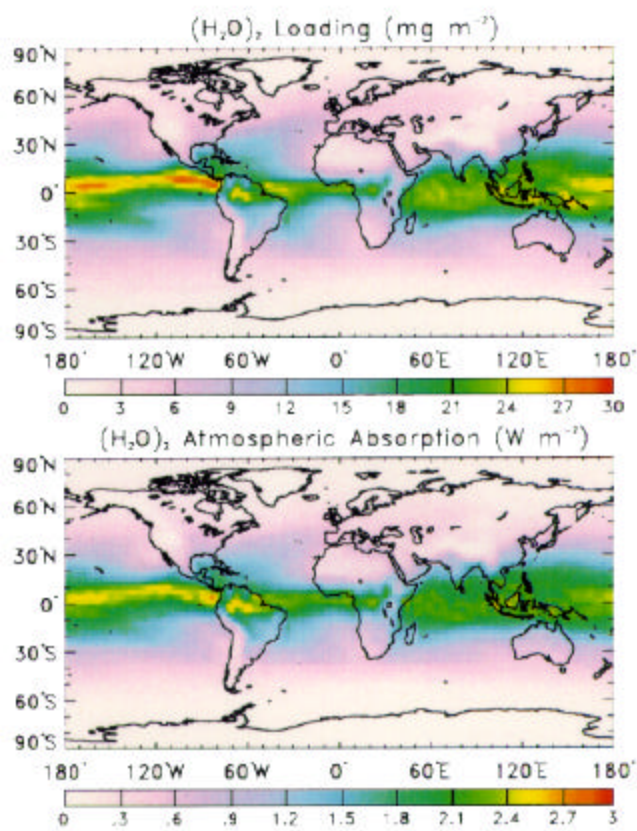 (H₂O)₂ Loading (mg m⁻²)
90°N
60°N
30°N
0°
30°S
60°S
90°S
180° 120°W 60°W 0° 60°E 120°E 180°
0 3 6 9 12 15 18 21 24 27 30
(H₂O)₂ Atmospheric Absorption (W m⁻²)
90°N
60°N
30°N
0°
30°S
60°S
90°S
180° 120°W 60°W 0° 60°E 120°E 180°
0 .3 .6 .9 1.2 1.5 1.8 2.1 2.4 2.7 3